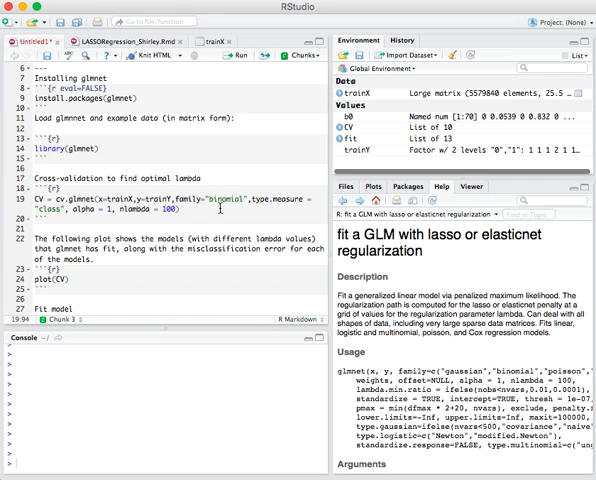 RStudio
Go to file/function
Project: (None)
Untitled1*
LASSORegression_Shirley.Rmd
trainX
Knit HTML
Run
Chunks
6 ---
7 Installing glmnet
8 ```{r eval=FALSE}
9 install.packages(glmnet)
10 ```
11 Load glmnet and example data (in matrix form):
12
13 ```{r}
14 library(glmnet)
15 ```
16
17 Cross-validation to find optimal lambda
18 ```{r}
19 CV = cv.glmnet(x=trainX,y=trainY,family="binomial",type.measure =
"class", alpha = 1, nlambda = 100)
20 ```
21
22 The following plot shows the models (with different lambda values)
that glmnet has fit, along with the misclassification error for each
of the models.
23 ```{r}
24 plot(CV)
25 ```
26
27 Fit model
19:94
Chunk 3
R Markdown
Console ~/
>
>
>
>
>
>
>
>
>
>
Environment
History
Import Dataset
List
Global Environment
Data
trainX Large matrix (5579840 elements, 25.5 …
Values
b0 Named num [1:70] 0 0.0539 0 0.832 0 ...
CV List of 10
fit List of 13
trainY Factor w/ 2 levels "0","1": 1 1 1 2 1 1…
Files
Plots
Packages
Help
Viewer
R: fit a GLM with lasso or elasticnet regularization
Find in Topic
fit a GLM with lasso or elasticnet
regularization
Description
Fit a generalized linear model via penalized maximum likelihood. The
regularization path is computed for the lasso or elasticnet penalty at a
grid of values for the regularization parameter lambda. Can deal with all
shapes of data, including very large sparse data matrices. Fits linear,
logistic and multinomial, poisson, and Cox regression models.
Usage
glmnet(x, y, family=c("gaussian","binomial","poisson","
weights, offset=NULL, alpha = 1, nlambda = 100,
lambda.min.ratio = ifelse(nobs<nvars,0.01,0.0001),
standardize = TRUE, intercept=TRUE, thresh = 1e-07,
pmax = min(dfmax * 2+20, nvars), exclude, penalty.
lower.limits=-Inf, upper.limits=Inf, maxit=100000,
type.gaussian=ifelse(nvars<500,"covariance","naive
type.logistic=c("Newton","modified.Newton"),
standardize.response=FALSE, type.multinomial=c("un
Arguments